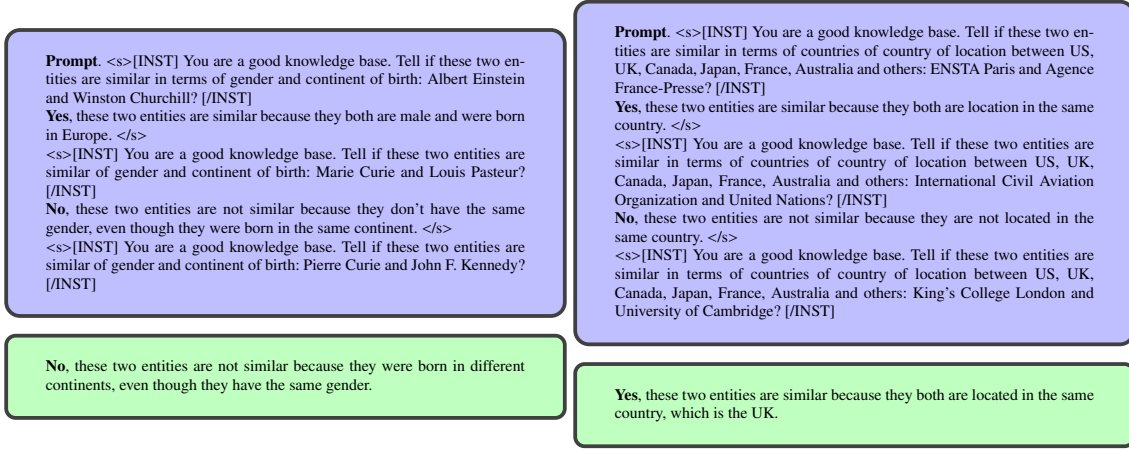 Prompt. <s>[INST] You are a good knowledge base. Tell if these two en-
tities are similar in terms of gender and continent of birth: Albert Einstein
and Winston Churchill? [/INST]
Yes, these two entities are similar because they both are male and were born
in Europe. </s>
<s>[INST] You are a good knowledge base. Tell if these two entities are
similar of gender and continent of birth: Marie Curie and Louis Pasteur?
[/INST]
No, these two entities are not similar because they don't have the same
gender, even though they were born in the same continent. </s>
<s>[INST] You are a good knowledge base. Tell if these two entities are
similar of gender and continent of birth: Pierre Curie and John F. Kennedy?
[/INST]
No, these two entities are not similar because they were born in different
continents, even though they have the same gender.
Prompt. <s>[INST] You are a good knowledge base. Tell if these two en-
tities are similar in terms of countries of country of location between US,
UK, Canada, Japan, France, Australia and others: ENSTA Paris and Agence
France-Presse? [/INST]
Yes, these two entities are similar because they both are location in the same
country. </s>
<s>[INST] You are a good knowledge base. Tell if these two entities are
similar in terms of countries of country of location between US, UK,
Canada, Japan, France, Australia and others: International Civil Aviation
Organization and United Nations? [/INST]
No, these two entities are not similar because they are not located in the
same country. </s>
<s>[INST] You are a good knowledge base. Tell if these two entities are
similar in terms of countries of country of location between US, UK,
Canada, Japan, France, Australia and others: King's College London and
University of Cambridge? [/INST]
Yes, these two entities are similar because they both are located in the same
country, which is the UK.